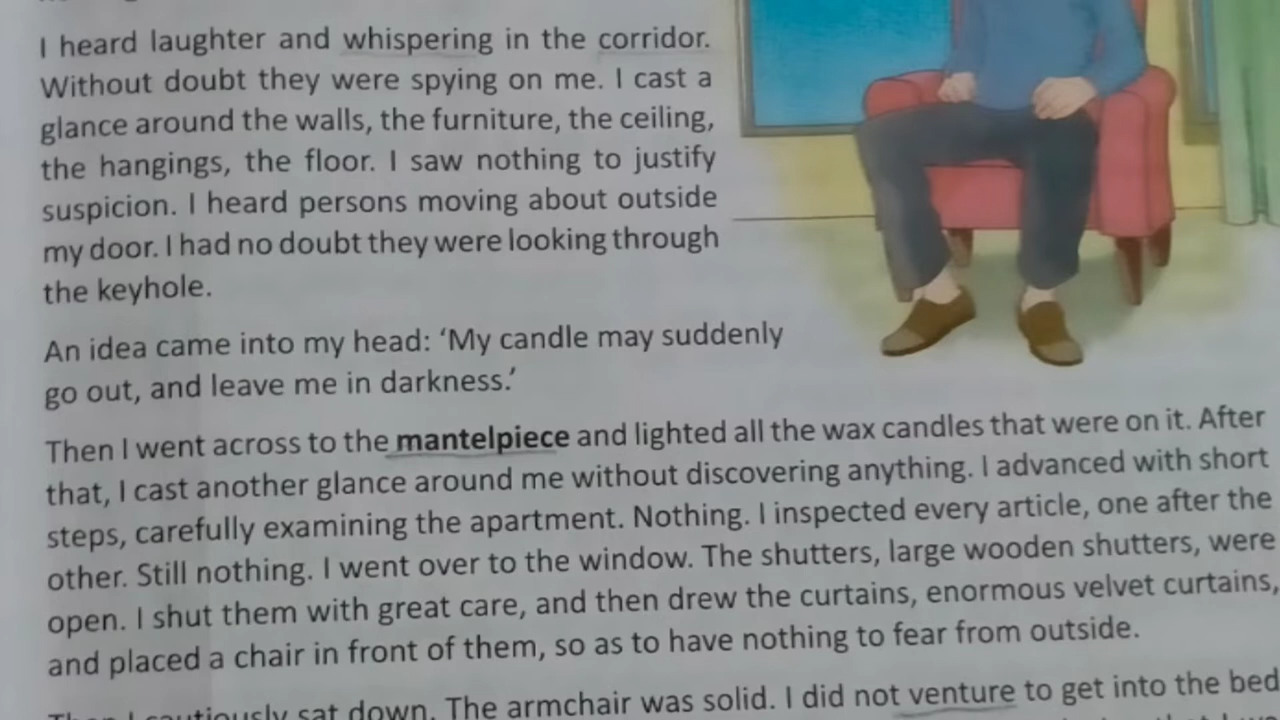 I heard laughter and whispering in the corridor.
Without doubt they were spying on me. I cast a
glance around the walls, the furniture, the ceiling,
the hangings, the floor. I saw nothing to justify
suspicion. I heard persons moving about outside
my door. I had no doubt they were looking through
the keyhole.
An idea came into my head: ‘My candle may suddenly
go out, and leave me in darkness.’
Then I went across to the mantelpiece and lighted all the wax candles that were on it. After
that, I cast another glance around me without discovering anything. I advanced with short
steps, carefully examining the apartment. Nothing. I inspected every article, one after the
other. Still nothing. I went over to the window. The shutters, large wooden shutters, were
open. I shut them with great care, and then drew the curtains, enormous velvet curtains,
and placed a chair in front of them, so as to have nothing to fear from outside.
Then I cautiously sat down. The armchair was solid. I did not venture to get into the bed